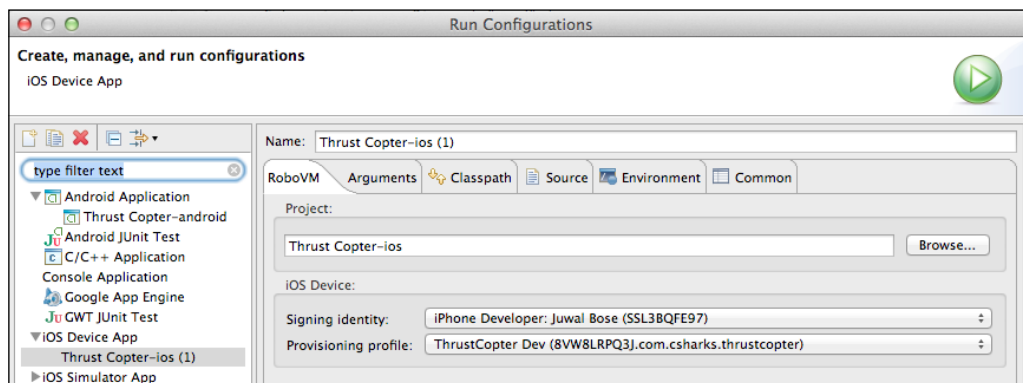 Run Configurations
Create, manage, and run configurations
iOS Device App
type filter text
Android Application
Thrust Copter-android
Android JUnit Test
C/C++ Application
Console Application
Google App Engine
GWT JUnit Test
iOS Device App
Thrust Copter-ios (1)
iOS Simulator App
Name: Thrust Copter-ios (1)
RoboVM Arguments Classpath Source Environment Common
Project:
Thrust Copter-ios Browse...
iOS Device:
Signing identity: iPhone Developer: Juwal Bose (SSL3BQFE97)
Provisioning profile: ThrustCopter Dev (8VW8LRPQ3J.com.csharks.thrustcopter)